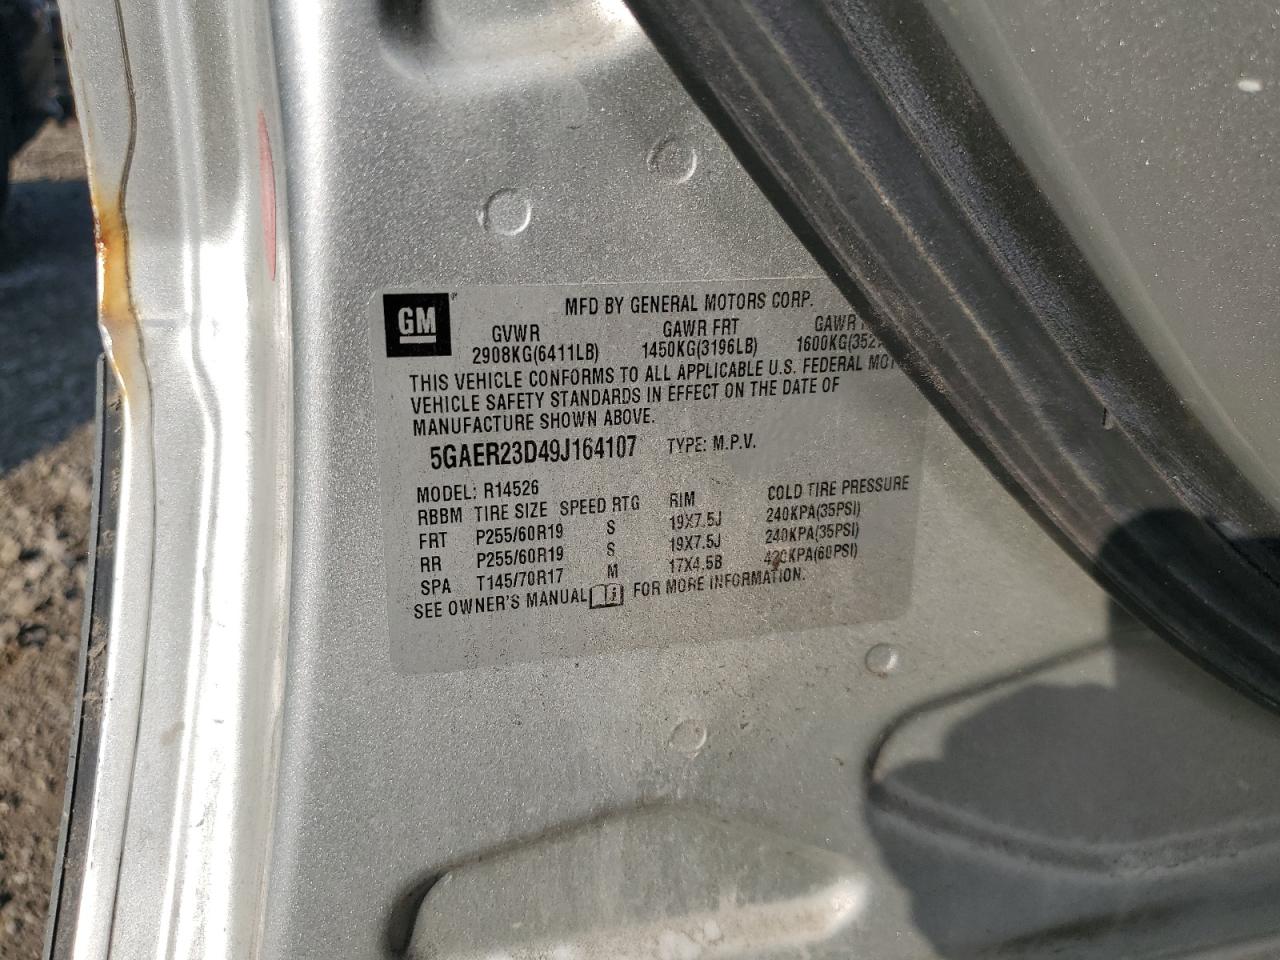 GM
MFD BY GENERAL MOTORS CORP.
GVWR GAWR FRT GAWR
2908KG(6411LB) 1450KG(3196LB)
THIS VEHICLE CONFORMS TO ALL APPLICABLE U.S. FEDERAL
VEHICLE SAFETY STANDARDS IN EFFECT ON THE DATE OF
MANUFACTURE SHOWN ABOVE.
5GAER23D49J164107 TYPE: M.P.V.
MODEL: R14526
RBBM TIRE SIZE SPEED RTG RIM COLD TIRE PRESSURE
FRT P255/60R19 S 19X7.5J 240KPA(35PSI)
RR P255/60R19 S 19X7.5J 240KPA(35PSI)
SPA T145/70R17 M 17X4.5B 420KPA(60PSI)
SEE OWNER'S MANUAL FOR MORE INFORMATION.